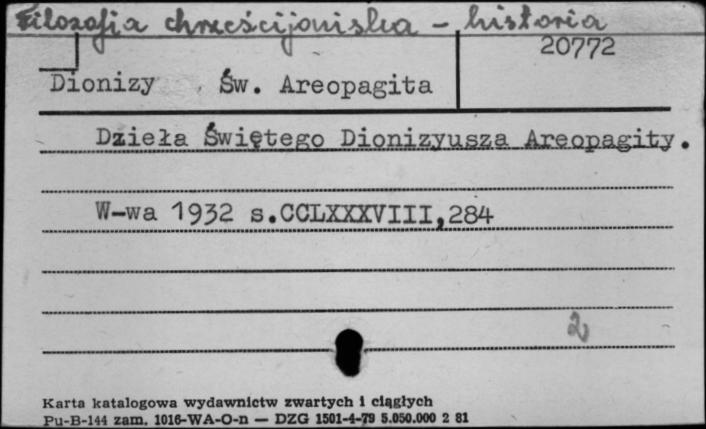 Filozofia chrześcijańska - historia
20772
Dionizy Św. Areopagita
Dzieła Świętego Dionizyusza Areopagity.
W-wa 1932 s.CCLXXXVIII,284
2
Karta katalogowa wydawnictw zwartych i ciągłych
Pu-B-144 zam. 1016-WA-O-n — DZG 1501-4-79 5.050.000 2 81